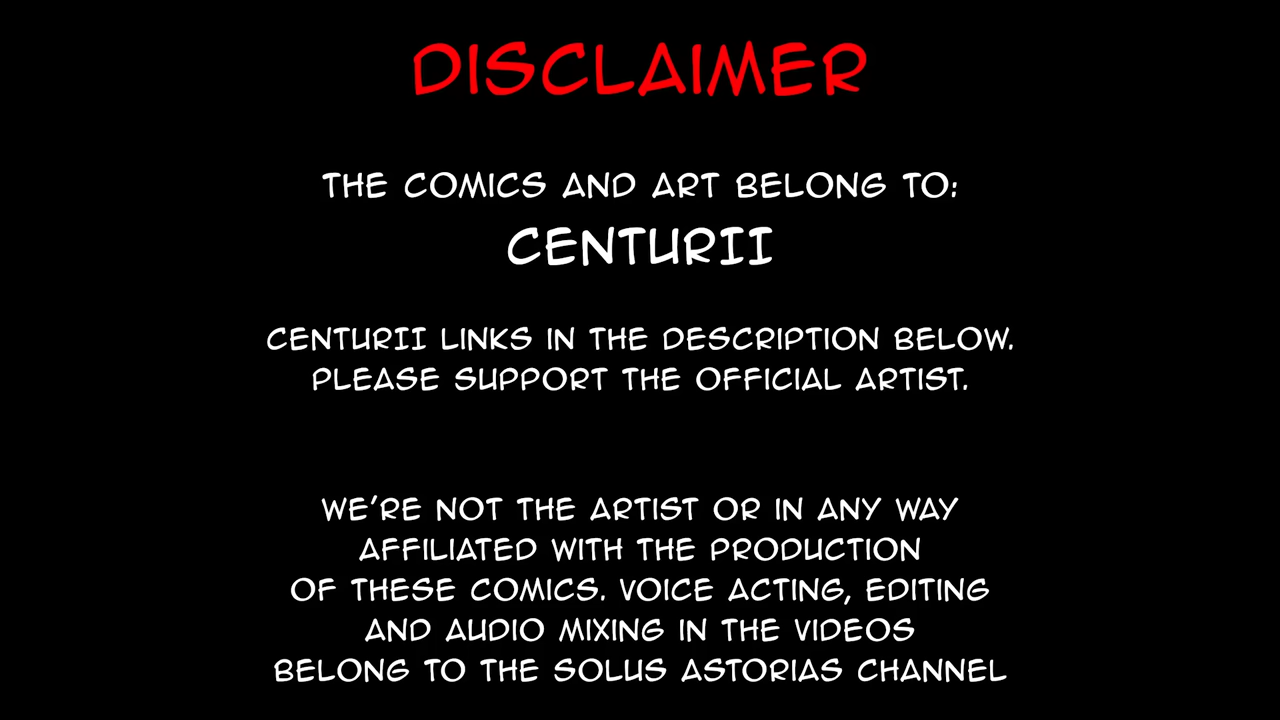 DISCLAIMER
THE COMICS AND ART BELONG TO:
CENTURII
CENTURII LINKS IN THE DESCRIPTION BELOW.
PLEASE SUPPORT THE OFFICIAL ARTIST.
WE'RE NOT THE ARTIST OR IN ANY WAY
AFFILIATED WITH THE PRODUCTION
OF THESE COMICS. VOICE ACTING, EDITING
AND AUDIO MIXING IN THE VIDEOS
BELONG TO THE SOLUS ASTORIAS CHANNEL